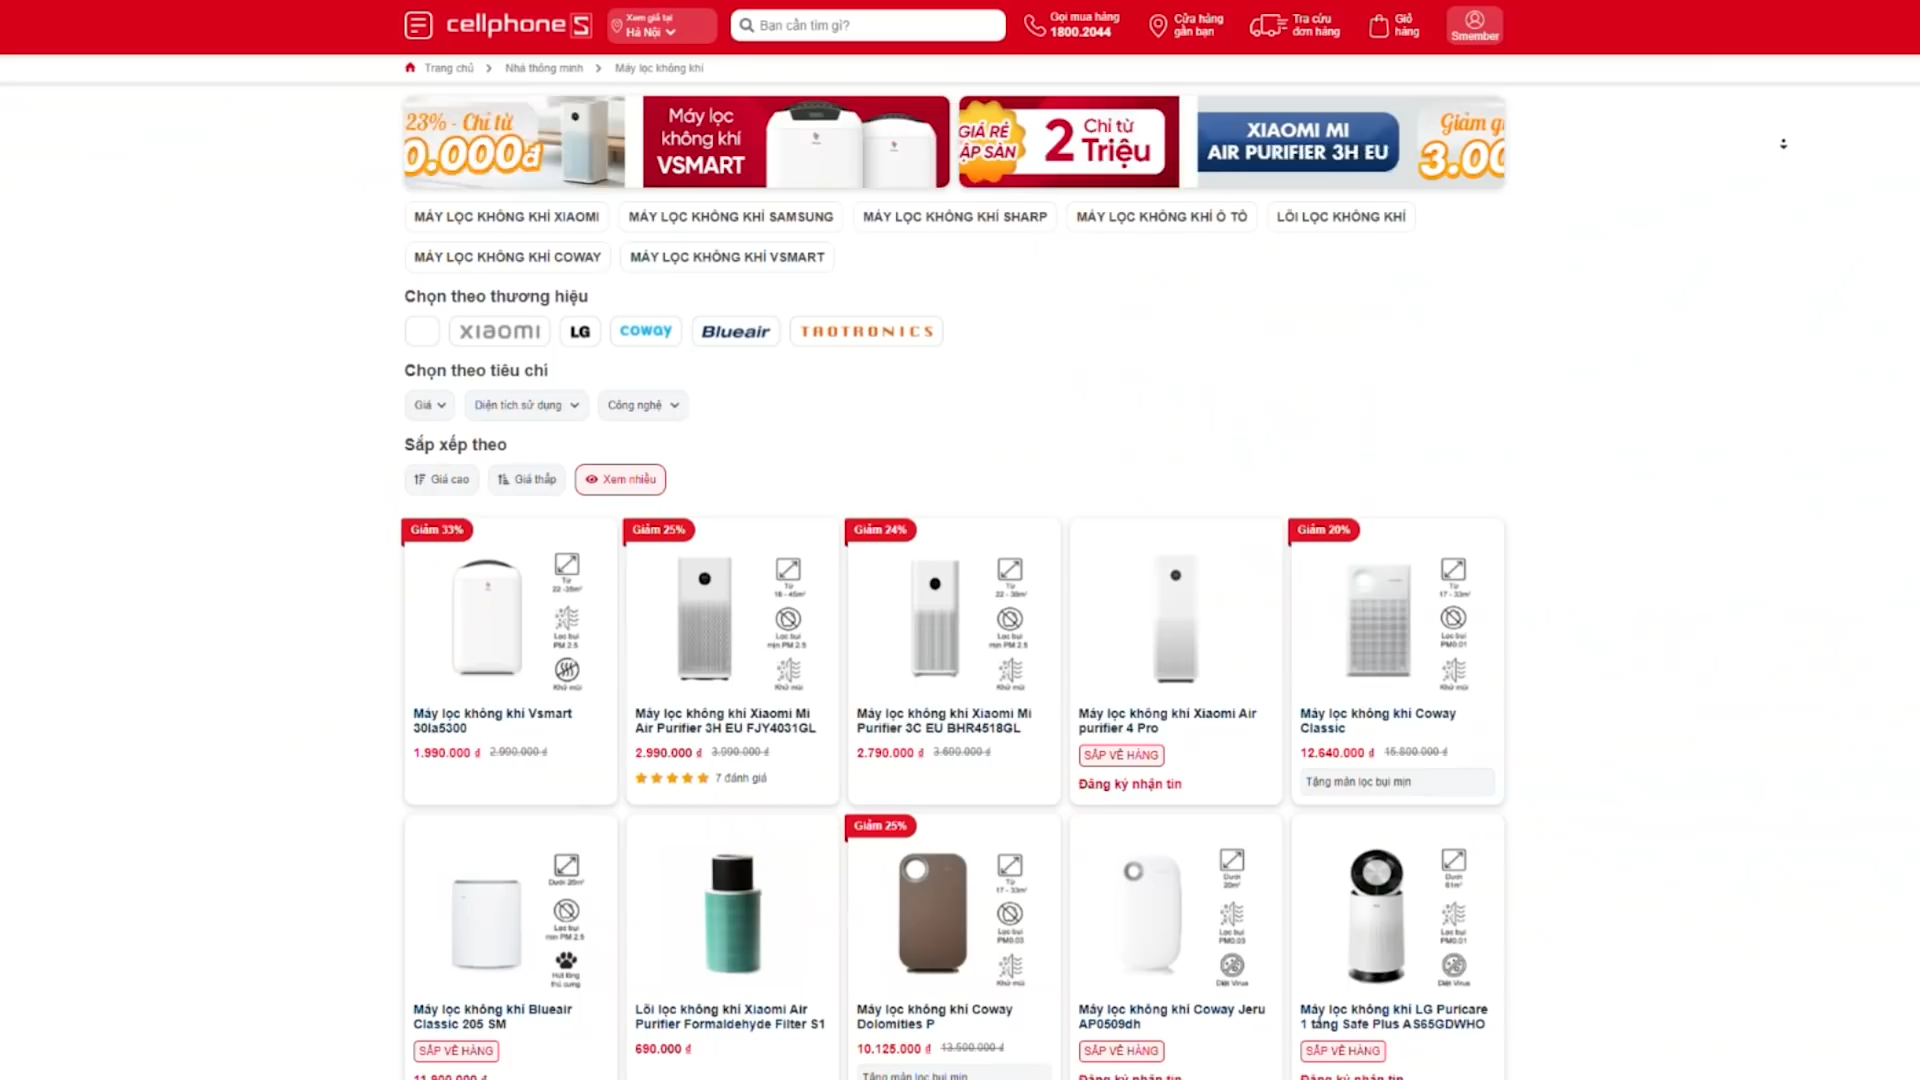 cellphoneS
Xem giá tại
Hà Nội
Bạn cần tìm gì?
Gọi mua hàng
1800.2044
Cửa hàng
gần bạn
Tra cứu
đơn hàng
Giỏ
hàng
Smember
Trang chủ
Nhà thông minh
Máy lọc không khí
23% - Chỉ từ
0.000đ
Máy lọc
không khí
VSMART
GIÁ RẺ
ẬP SÀN
Chỉ từ
2 Triệu
XIAOMI MI
AIR PURIFIER 3H EU
Giảm g
3.00
MÁY LỌC KHÔNG KHÍ XIAOMI
MÁY LỌC KHÔNG KHÍ SAMSUNG
MÁY LỌC KHÔNG KHÍ SHARP
MÁY LỌC KHÔNG KHÍ Ô TÔ
LÕI LỌC KHÔNG KHÍ
MÁY LỌC KHÔNG KHÍ COWAY
MÁY LỌC KHÔNG KHÍ VSMART
Chọn theo thương hiệu
xiaomi
LG
coway
Blueair
TAOTRONICS
Chọn theo tiêu chí
Giá
Diện tích sử dụng
Công nghệ
Sắp xếp theo
Giá cao
Giá thấp
Xem nhiều
Giảm 33%
Từ
22 -35m²
Lọc bụi
PM 2.5
Khử mùi
Máy lọc không khí Vsmart
30la5300
1.990.000 ₫ 2.990.000 ₫
Giảm 25%
Từ
18 - 45m²
Lọc bụi
mịn PM 2.5
Khử mùi
Máy lọc không khí Xiaomi Mi
Air Purifier 3H EU FJY4031GL
2.990.000 ₫ 3.990.000 ₫
7 đánh giá
Giảm 24%
Từ
22 - 38m²
Lọc bụi
mịn PM 2.5
Khử mùi
Máy lọc không khí Xiaomi Mi
Purifier 3C EU BHR4518GL
2.790.000 ₫ 3.690.000 ₫
Máy lọc không khí Xiaomi Air
purifier 4 Pro
SẮP VỀ HÀNG
Đăng ký nhận tin
Giảm 20%
Từ
17 - 33m²
Lọc bụi
PM0.01
Khử mùi
Máy lọc không khí Coway
Classic
12.640.000 ₫ 15.800.000 ₫
Tặng màn lọc bụi mịn
Dưới 20m²
Lọc bụi
mịn PM 2.5
Hút lông
thú cưng
Máy lọc không khí Blueair
Classic 205 SM
SẮP VỀ HÀNG
11.900.000 ₫
Lõi lọc không khí Xiaomi Air
Purifier Formaldehyde Filter S1
690.000 ₫
Giảm 25%
Từ
17 - 33m²
Lọc bụi
PM0.03
Khử mùi
Máy lọc không khí Coway
Dolomities P
10.125.000 ₫ 13.500.000 ₫
Tặng màn lọc bụi mịn
Dưới
20m²
Lọc bụi
PM0.03
Diệt Virus
Máy lọc không khí Coway Jeru
AP0509dh
SẮP VỀ HÀNG
Đăng ký nhận tin
Dưới
61m²
Lọc bụi
PM0.01
Diệt Virus
Máy lọc không khí LG Puricare
1 tầng Safe Plus AS65GDWHO
SẮP VỀ HÀNG
Đăng ký nhận tin